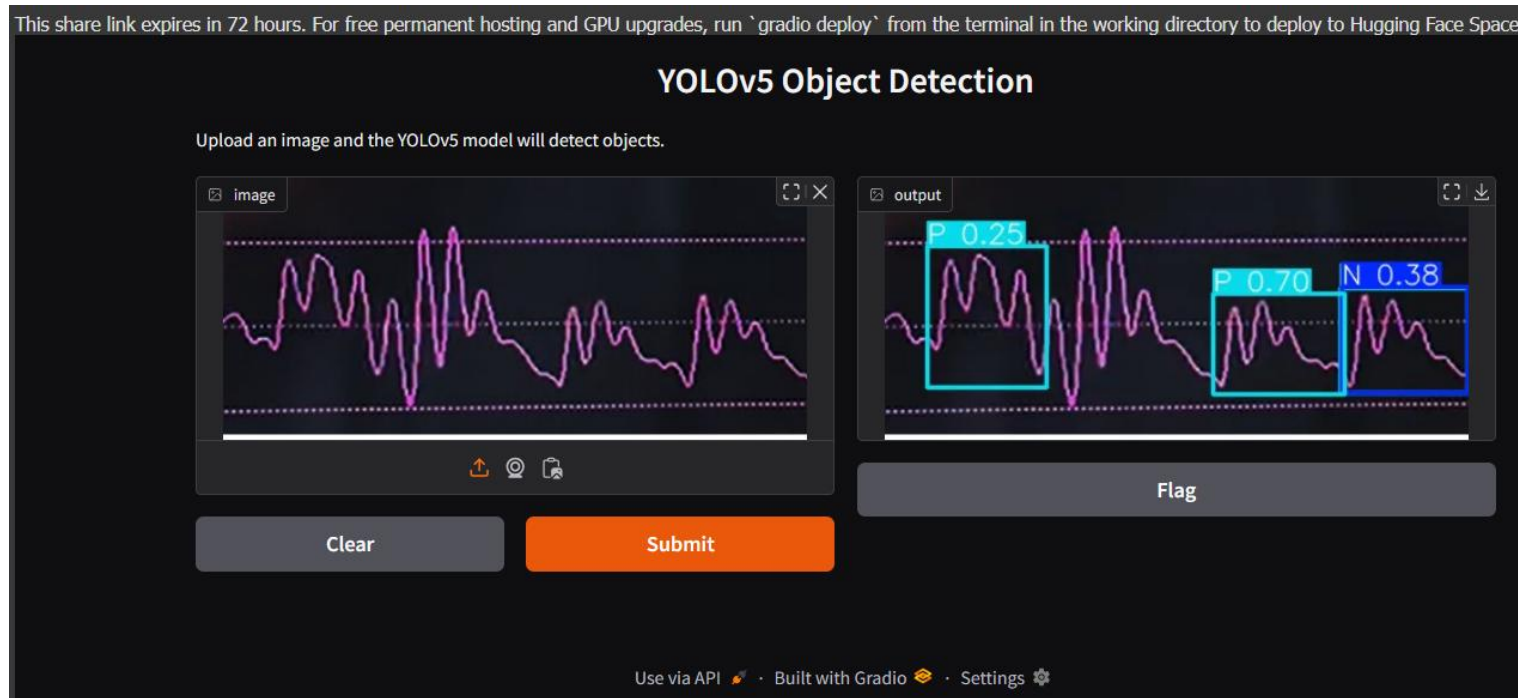 This share link expires in 72 hours. For free permanent hosting and GPU upgrades, run `gradio deploy` from the terminal in the working directory to deploy to Hugging Face Space
YOLOv5 Object Detection
Upload an image and the YOLOv5 model will detect objects.
image
output
P 0.25
P 0.70
N 0.38
Flag
Clear
Submit
Use via API · Built with Gradio · Settings